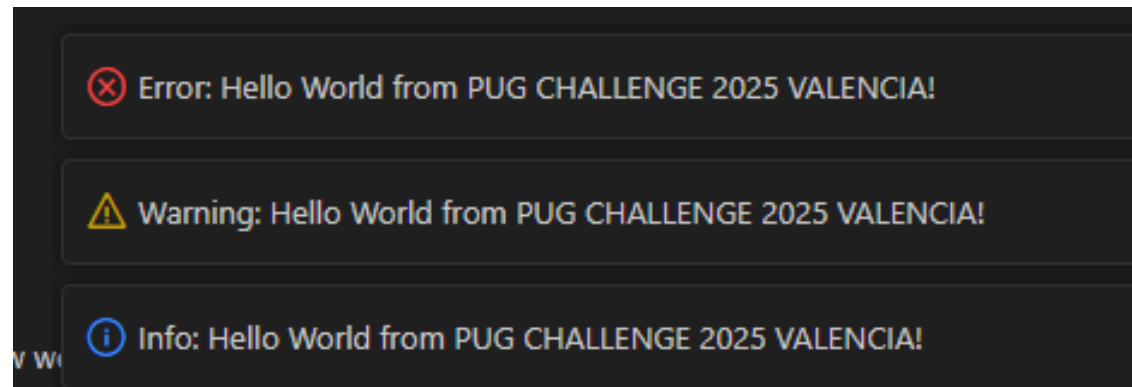 Error: Hello World from PUG CHALLENGE 2025 VALENCIA!
Warning: Hello World from PUG CHALLENGE 2025 VALENCIA!
Info: Hello World from PUG CHALLENGE 2025 VALENCIA!